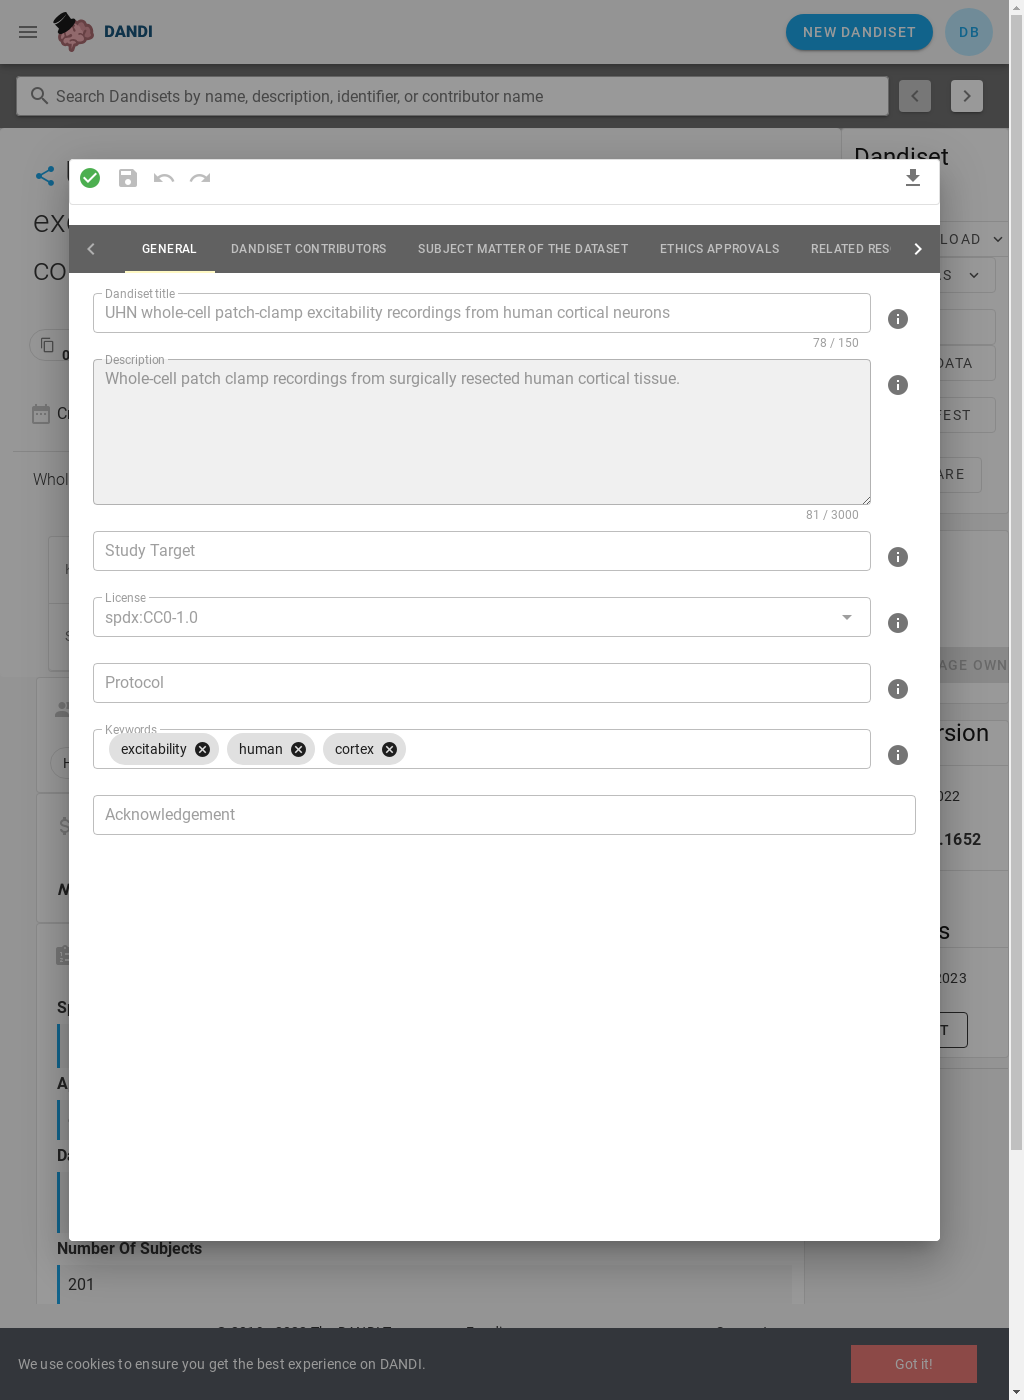 DANDI
NEW DANDISET
DB
Search Dandisets by name, description, identifier, or contributor name
Dandiset
exc
co
GENERAL
DANDISET CONTRIBUTORS
SUBJECT MATTER OF THE DATASET
ETHICS APPROVALS
RELATED RES
LOAD
S
Dandiset title
UHN whole-cell patch-clamp excitability recordings from human cortical neurons
78 / 150
0
Description
Whole-cell patch clamp recordings from surgically resected human cortical tissue.
DATA
FEST
ARE
81 / 3000
Study Target
License
spdx:CC0-1.0
AGE OWN
Protocol
rsion
Keywords
excitability
human
cortex
H
022
Acknowledgement
.1652
s
2023
T
Number Of Subjects
201
We use cookies to ensure you get the best experience on DANDI.
Got it!